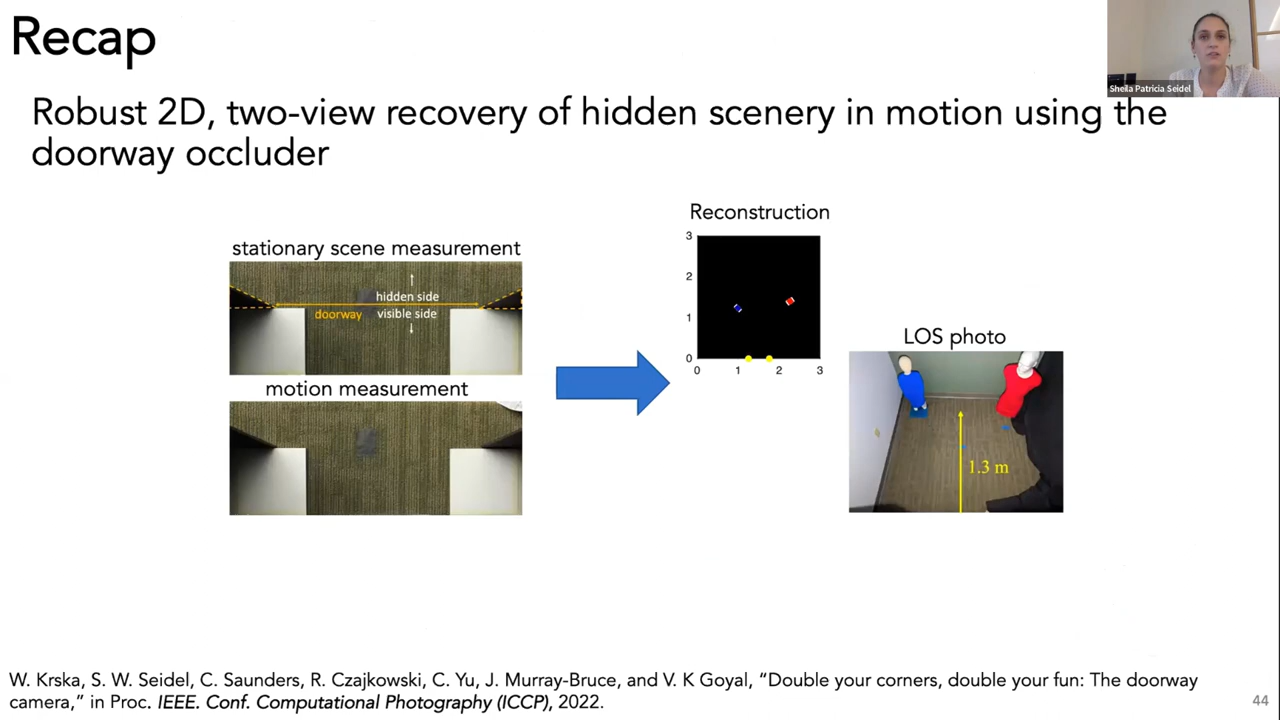 Recap
Sheila Patricia Seidel
Robust 2D, two-view recovery of hidden scenery in motion using the
doorway occluder
stationary scene measurement
hidden side
doorway
visible side
motion measurement
Reconstruction
3
2
1
0
0 1 2 3
LOS photo
1.3 m
W. Krska, S. W. Seidel, C. Saunders, R. Czajkowski, C. Yu, J. Murray-Bruce, and V. K Goyal, “Double your corners, double your fun: The doorway
camera,” in Proc. IEEE. Conf. Computational Photography (ICCP), 2022.
44